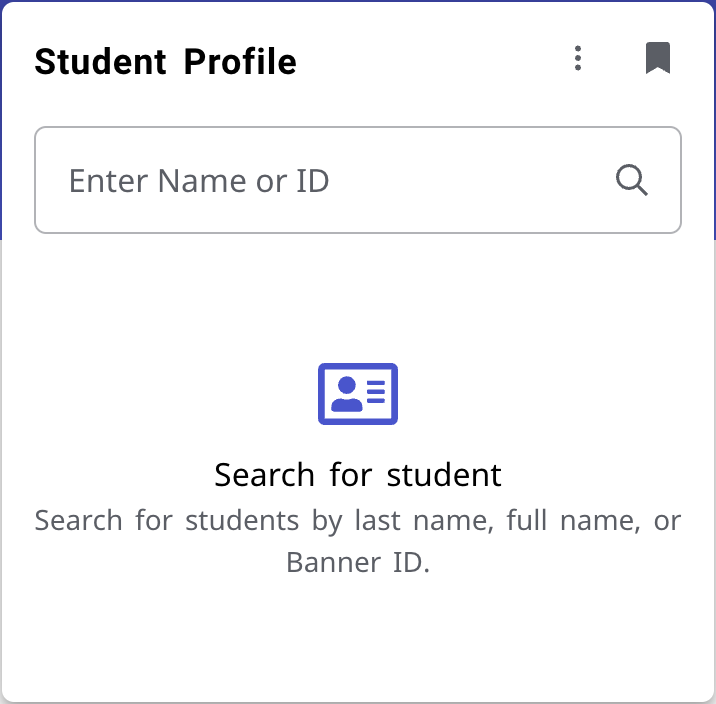 Student Profile
Enter Name or ID
Search for student
Search for students by last name, full name, or
Banner ID.